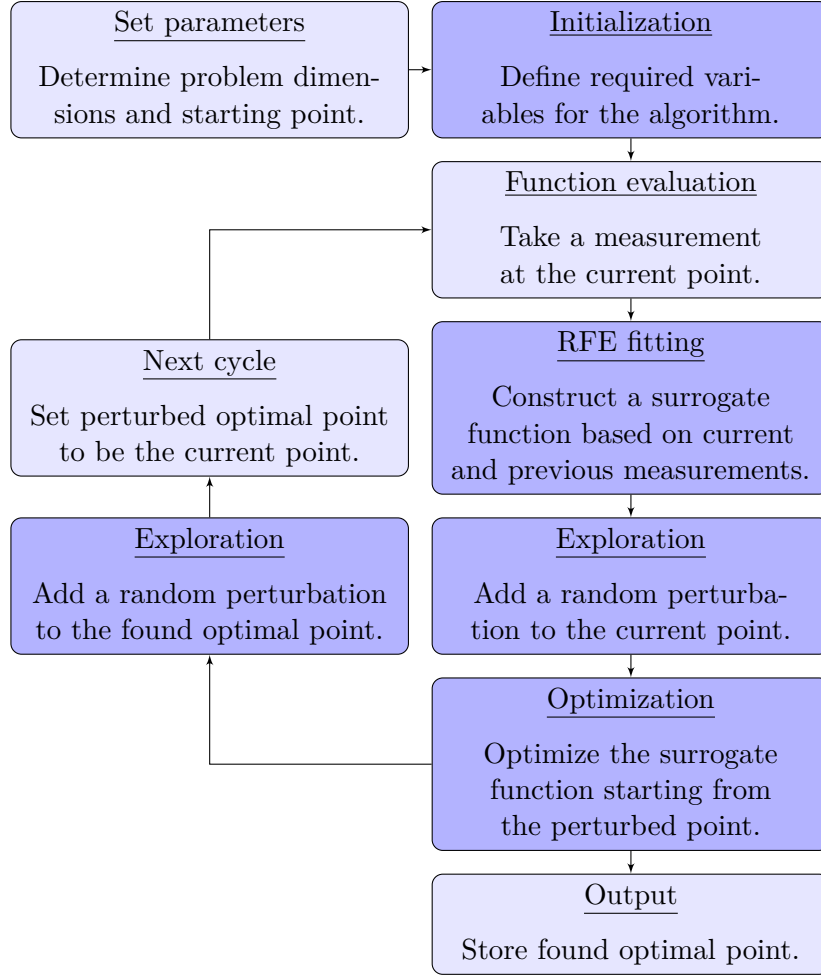 Set parameters
Determine problem dimen-
sions and starting point.
Initialization
Define required vari-
ables for the algorithm.
Function evaluation
Take a measurement
at the current point.
RFE fitting
Construct a surrogate
function based on current
and previous measurements.
Exploration
Add a random perturba-
tion to the current point.
Optimization
Optimize the surrogate
function starting from
the perturbed point.
Exploration
Add a random perturbation
to the found optimal point.
Next cycle
Set perturbed optimal point
to be the current point.
Output
Store found optimal point.